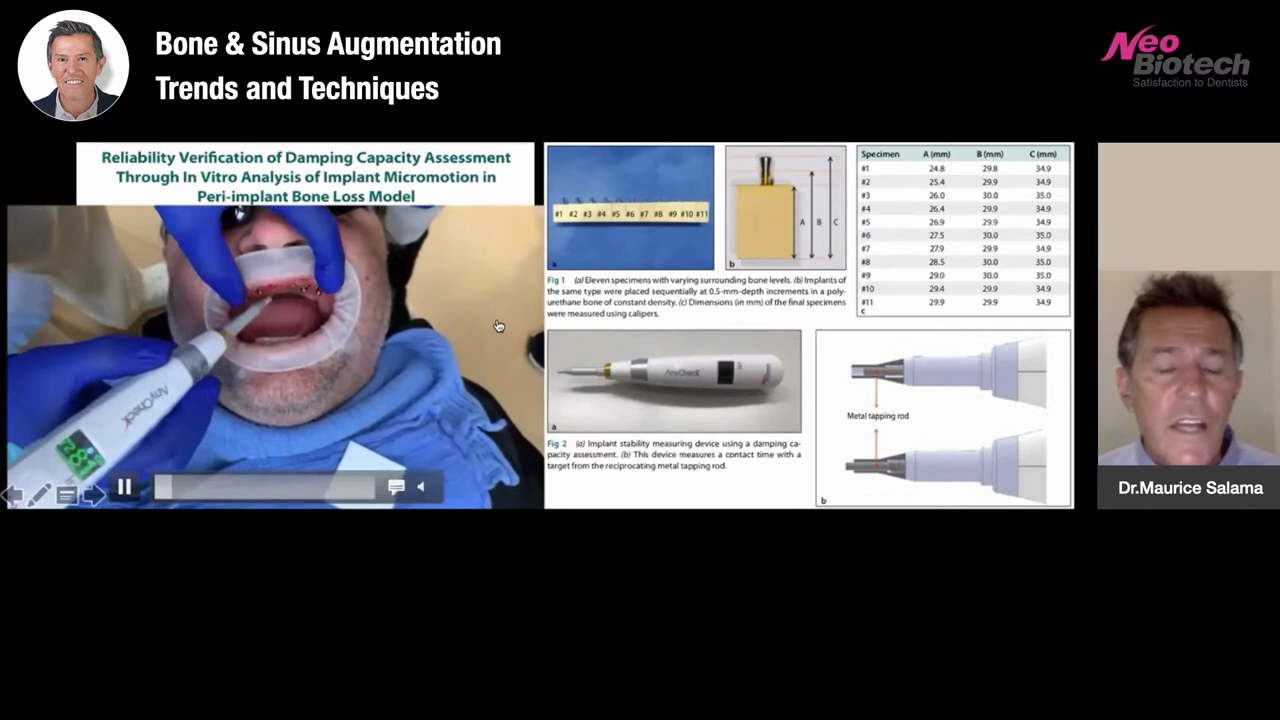 Bone & Sinus Augmentation
Trends and Techniques
Neo
Biotech
Satisfaction to Dentists
Reliability Verification of Damping Capacity Assessment
Through In Vitro Analysis of Implant Micromotion in
Peri-implant Bone Loss Model
AnyCheck
#1 #2 #3 #4 #5 #6 #7 #8 #9 #10 #11
a
A B C
b
Fig 1 (a) Eleven specimens with varying surrounding bone levels. (b) Implants of
the same type were placed sequentially at 0.5-mm-depth increments in a poly-
urethane bone of constant density. (c) Dimensions (in mm) of the final specimens
were measured using calipers.
Specimen A (mm) B (mm) C (mm)
#1 24.8 29.8 34.9
#2 25.4 29.9 34.9
#3 26.0 30.0 35.0
#4 26.4 29.9 34.9
#5 26.9 29.9 34.9
#6 27.5 30.0 35.0
#7 27.9 29.9 34.9
#8 28.5 30.0 35.0
#9 29.0 30.0 35.0
#10 29.4 29.9 34.9
#11 29.9 29.9 34.9
c
AnyCheck
a
Fig 2 (a) Implant stability measuring device using a damping ca-
pacity assessment. (b) This device measures a contact time with a
target from the reciprocating metal tapping rod.
Metal tapping rod
b
Dr.Maurice Salama